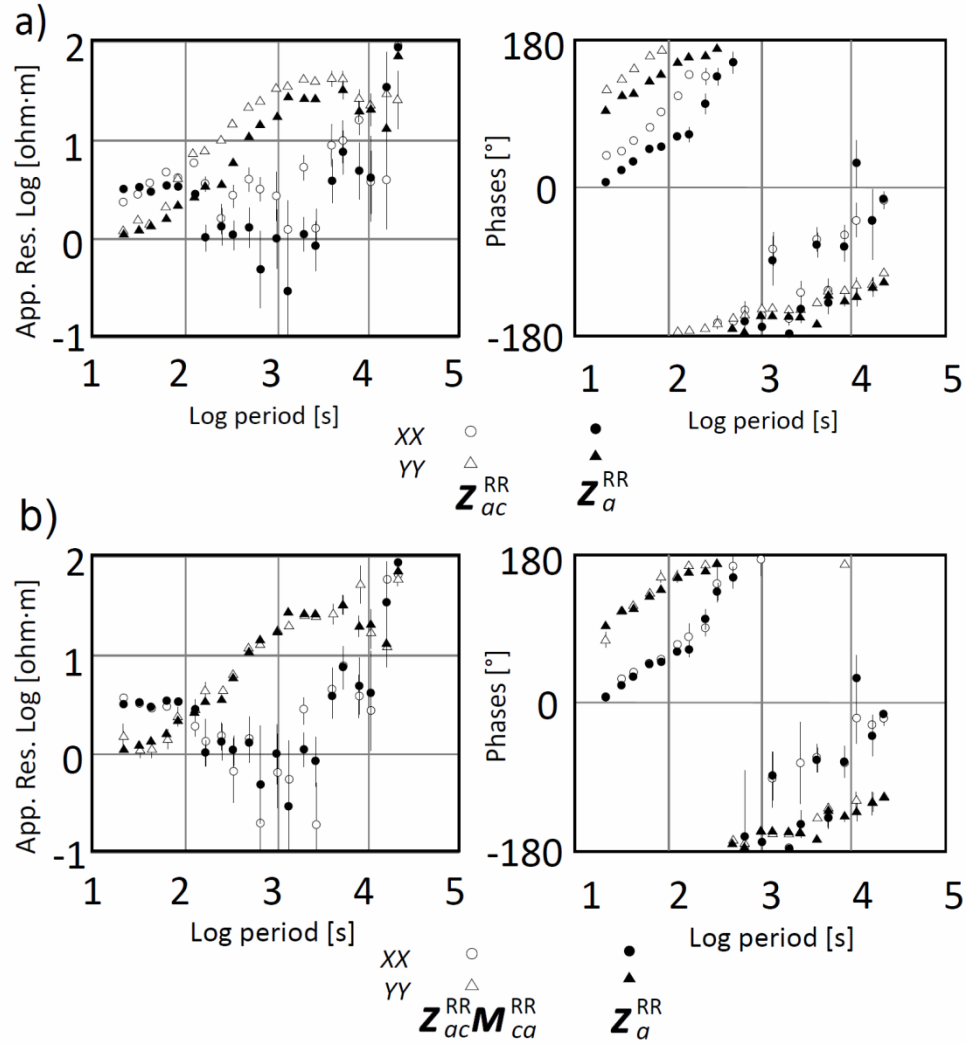 a)
App. Res. Log [ohm·m]
2
1
0
-1
1 2 3 4 5
Log period [s]
Phases [°]
180
0
-180
1 2 3 4 5
Log period [s]
XX
YY
Z_ac^RR Z_a^RR
b)
App. Res. Log [ohm·m]
2
1
0
-1
1 2 3 4 5
Log period [s]
Phases [°]
180
0
-180
1 2 3 4 5
Log period [s]
XX
YY
Z_ac^RR M_ca^RR Z_a^RR